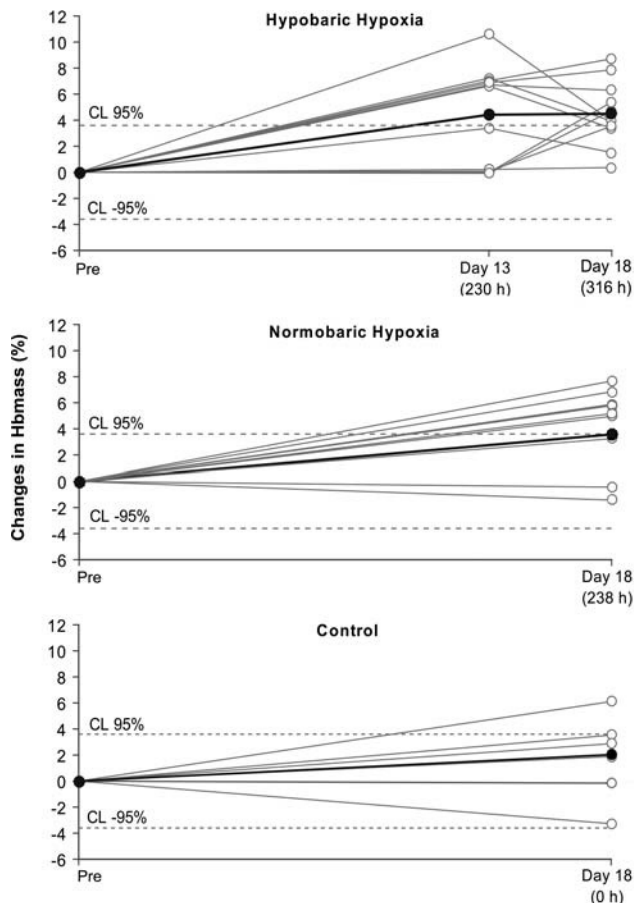 Hypobaric Hypoxia
12
10
8
6
4
2
0
-2
-4
-6
CL 95%
CL -95%
Pre
Day 13
(230 h)
Day 18
(316 h)
Changes in Hbmass (%)
Normobaric Hypoxia
12
10
8
6
4
2
0
-2
-4
-6
CL 95%
CL -95%
Pre
Day 18
(238 h)
Control
12
10
8
6
4
2
0
-2
-4
-6
CL 95%
CL -95%
Pre
Day 18
(0 h)